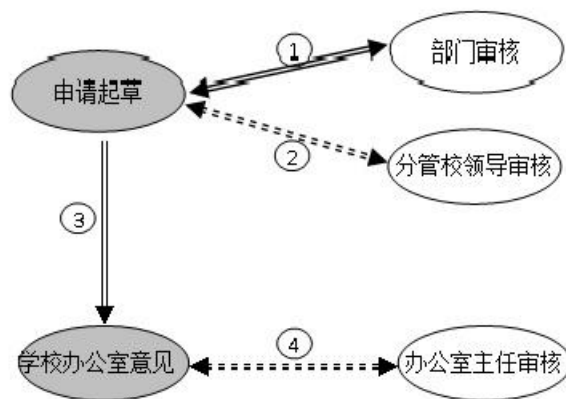 ①
部门审核
申请起草
②
分管校领导审核
③
学校办公室意见
④
办公室主任审核